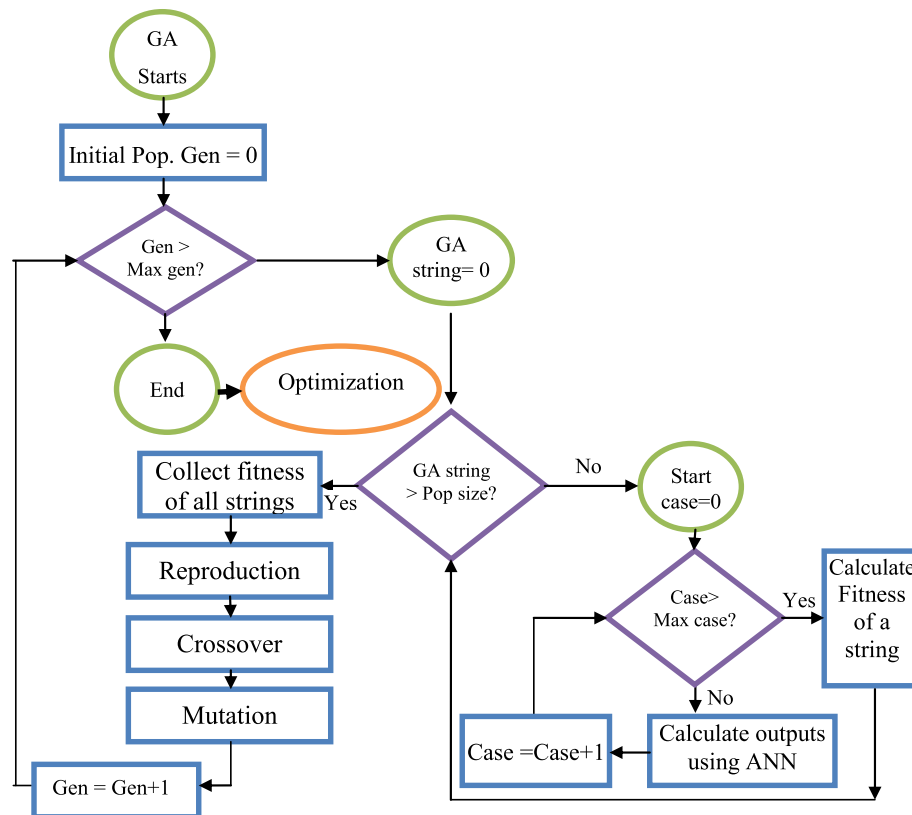 GA
Starts
Initial Pop. Gen = 0
Gen >
Max gen?
GA
string= 0
End
Optimization
GA string
> Pop size?
No
Yes
Start
case=0
Collect fitness
of all strings
Reproduction
Crossover
Mutation
Gen = Gen+1
Case>
Max case?
Yes
No
Calculate
Fitness
of a
string
Calculate outputs
using ANN
Case =Case+1